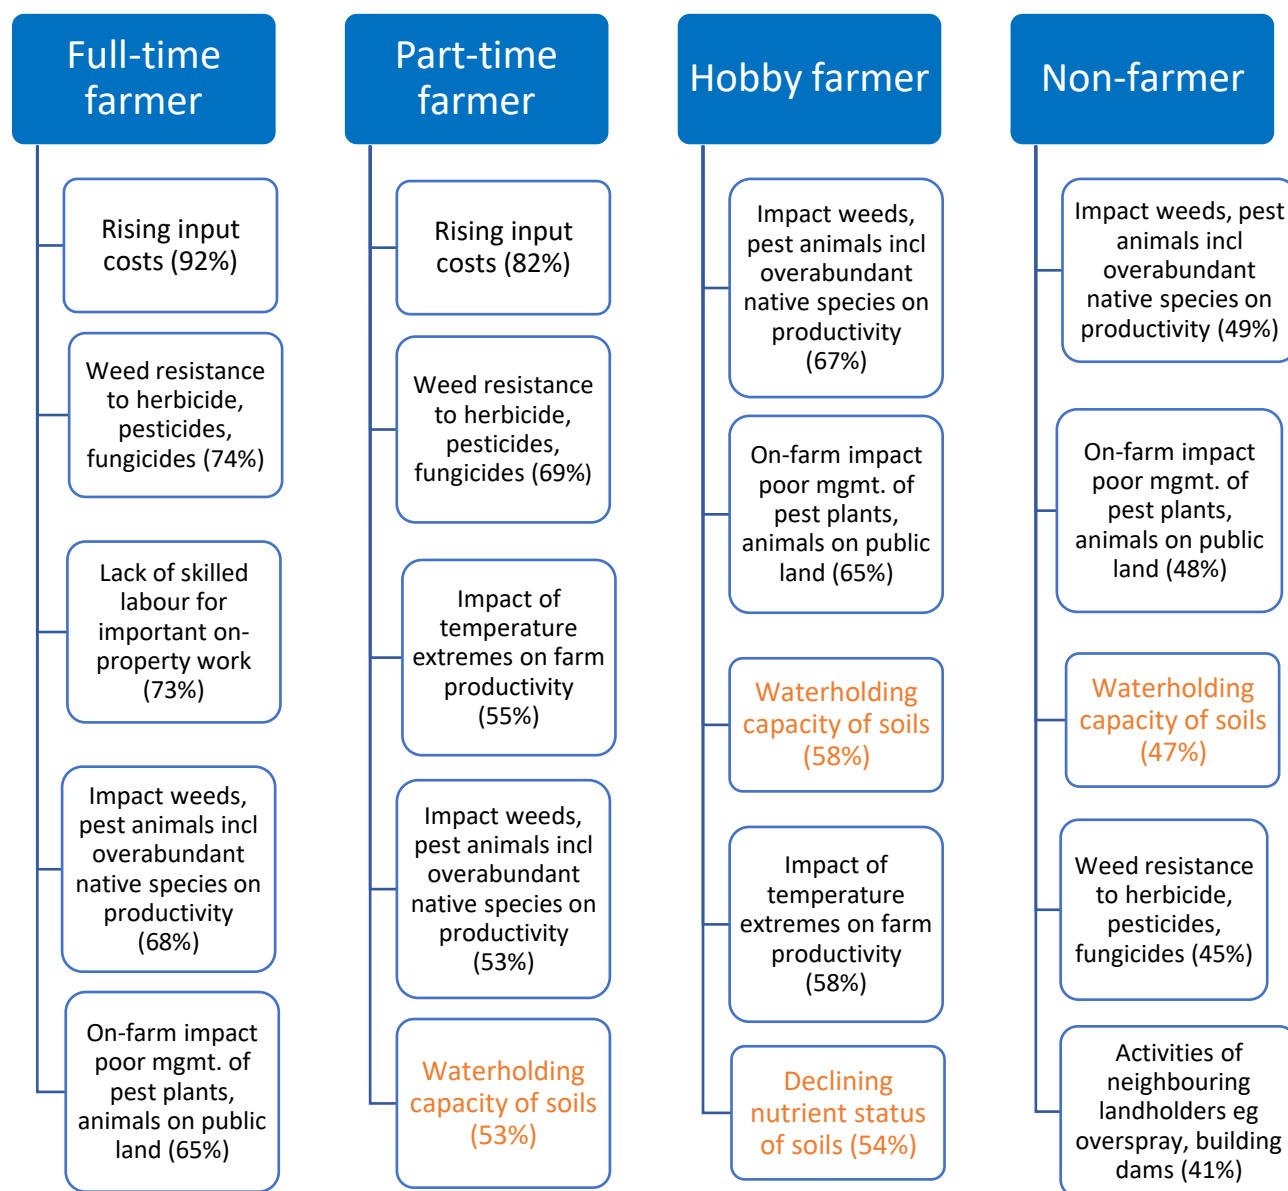 Full-time
farmer
Rising input
costs (92%)
Weed resistance
to herbicide,
pesticides,
fungicides (74%)
Lack of skilled
labour for
important on-
property work
(73%)
Impact weeds,
pest animals incl
overabundant
native species on
productivity
(68%)
On-farm impact
poor mgmt. of
pest plants,
animals on public
land (65%)
Part-time
farmer
Rising input
costs (82%)
Weed resistance
to herbicide,
pesticides,
fungicides (69%)
Impact of
temperature
extremes on farm
productivity
(55%)
Impact weeds,
pest animals incl
overabundant
native species on
productivity
(53%)
Waterholding
capacity of soils
(53%)
Hobby farmer
Impact weeds,
pest animals incl
overabundant
native species on
productivity
(67%)
On-farm impact
poor mgmt. of
pest plants,
animals on public
land (65%)
Waterholding
capacity of soils
(58%)
Impact of
temperature
extremes on farm
productivity
(58%)
Declining
nutrient status
of soils (54%)
Non-farmer
Impact weeds, pest
animals incl
overabundant
native species on
productivity (49%)
On-farm impact
poor mgmt. of
pest plants,
animals on public
land (48%)
Waterholding
capacity of soils
(47%)
Weed resistance
to herbicide,
pesticides,
fungicides (45%)
Activities of
neighbouring
landholders eg
overspray, building
dams (41%)